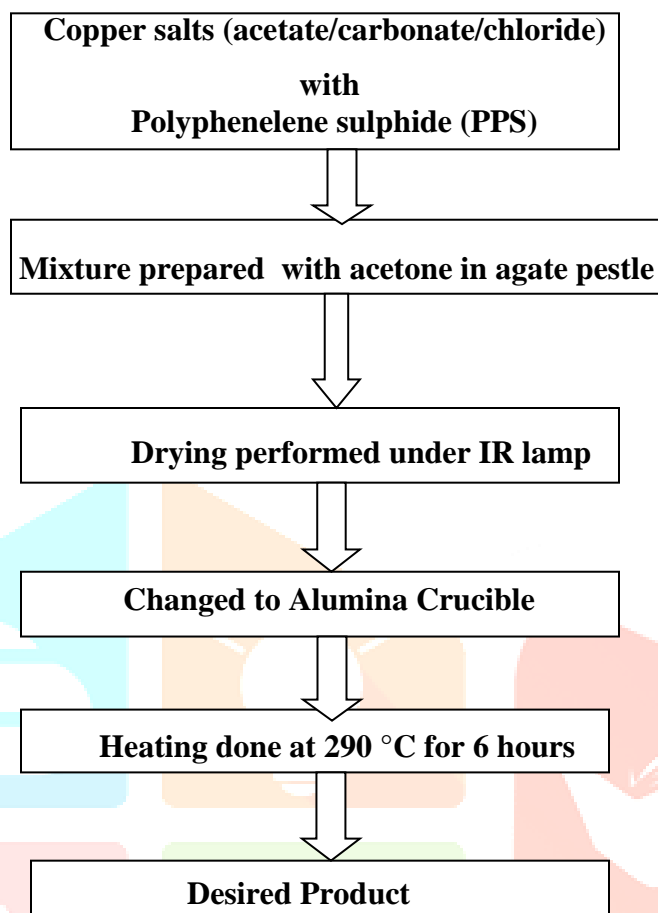 Copper salts (acetate/carbonate/chloride)
with
Polyphenelene sulphide (PPS)
Mixture prepared with acetone in agate pestle
Drying performed under IR lamp
Changed to Alumina Crucible
Heating done at 290 °C for 6 hours
Desired Product